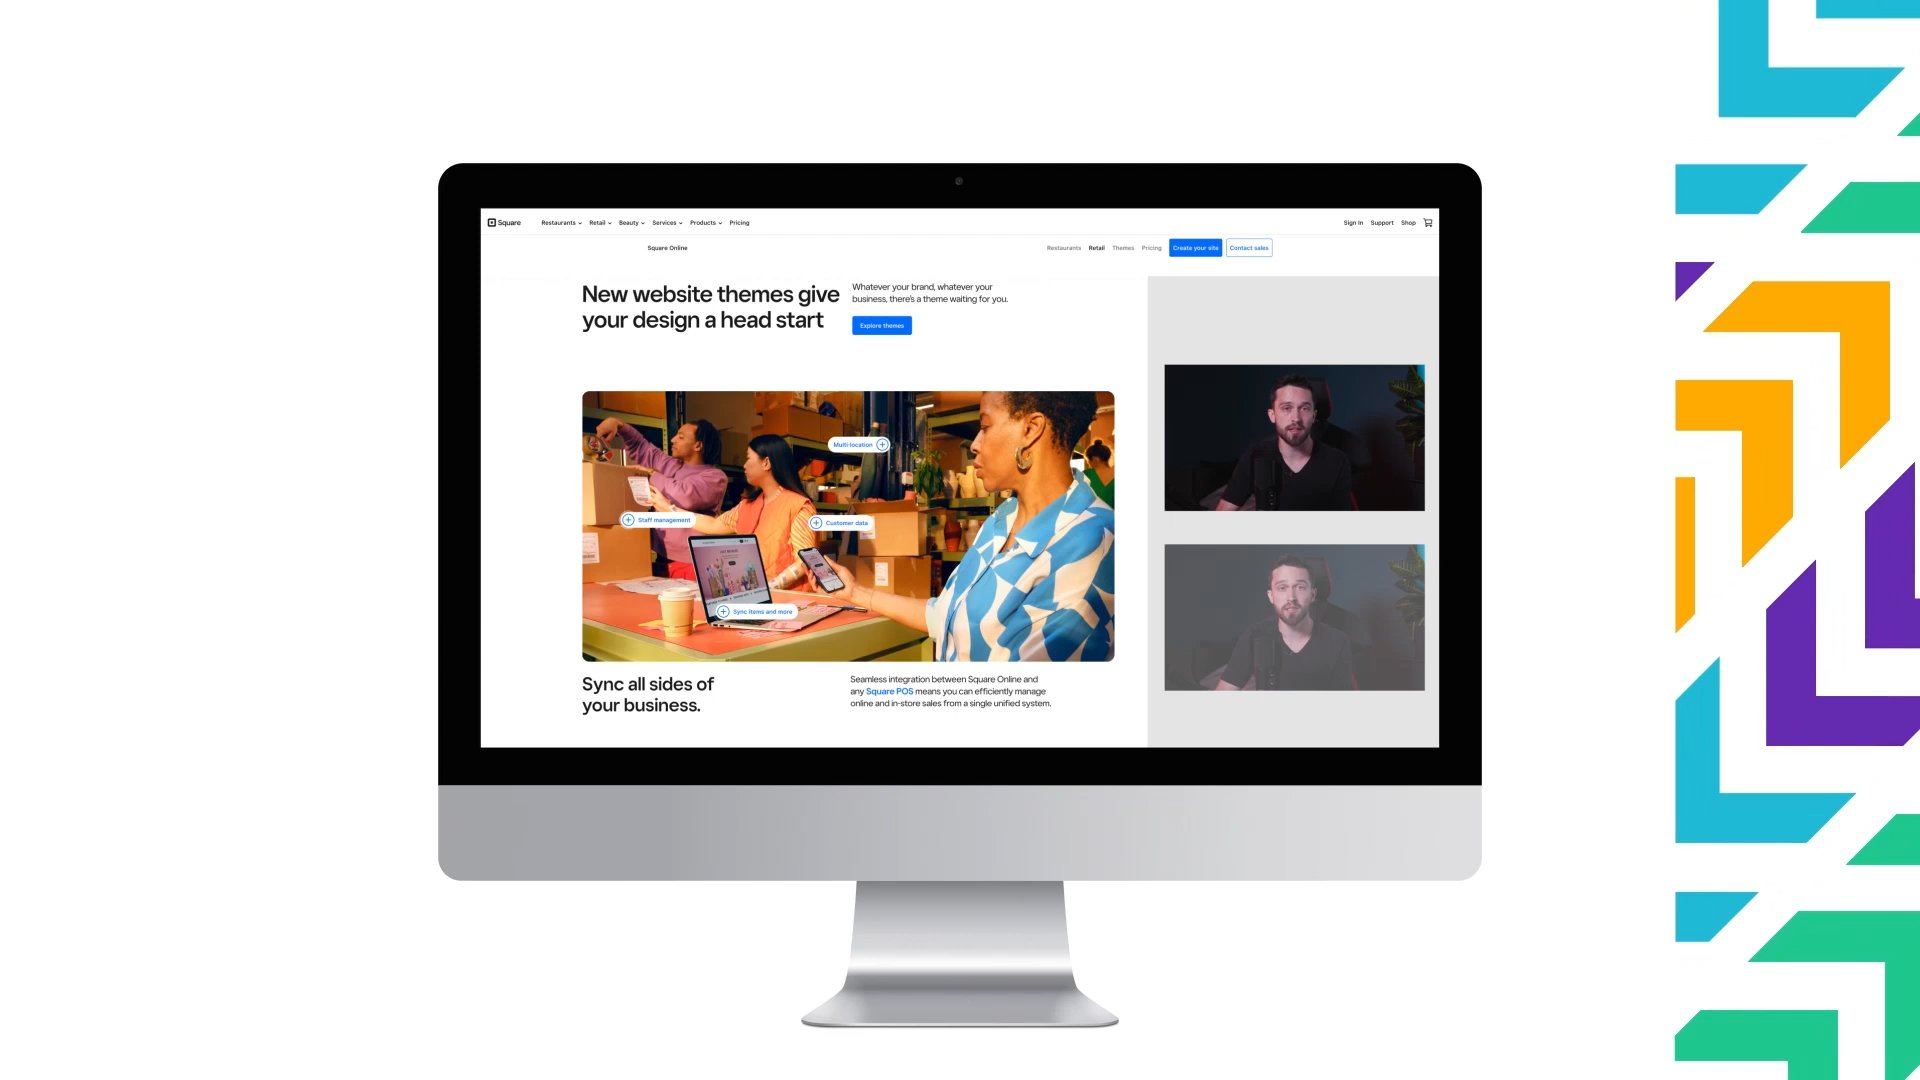 Square
Restaurants
Retail
Beauty
Services
Products
Pricing
Sign In
Support
Shop
Square Online
Restaurants
Retail
Themes
Pricing
Create your site
Contact sales
New website themes give
your design a head start
Whatever your brand, whatever your
business, there's a theme waiting for you.
Explore themes
Multi-location
Staff management
Customer data
Sync items and more
Sync all sides of
your business.
Seamless integration between Square Online and
any Square POS means you can efficiently manage
online and in-store sales from a single unified system.